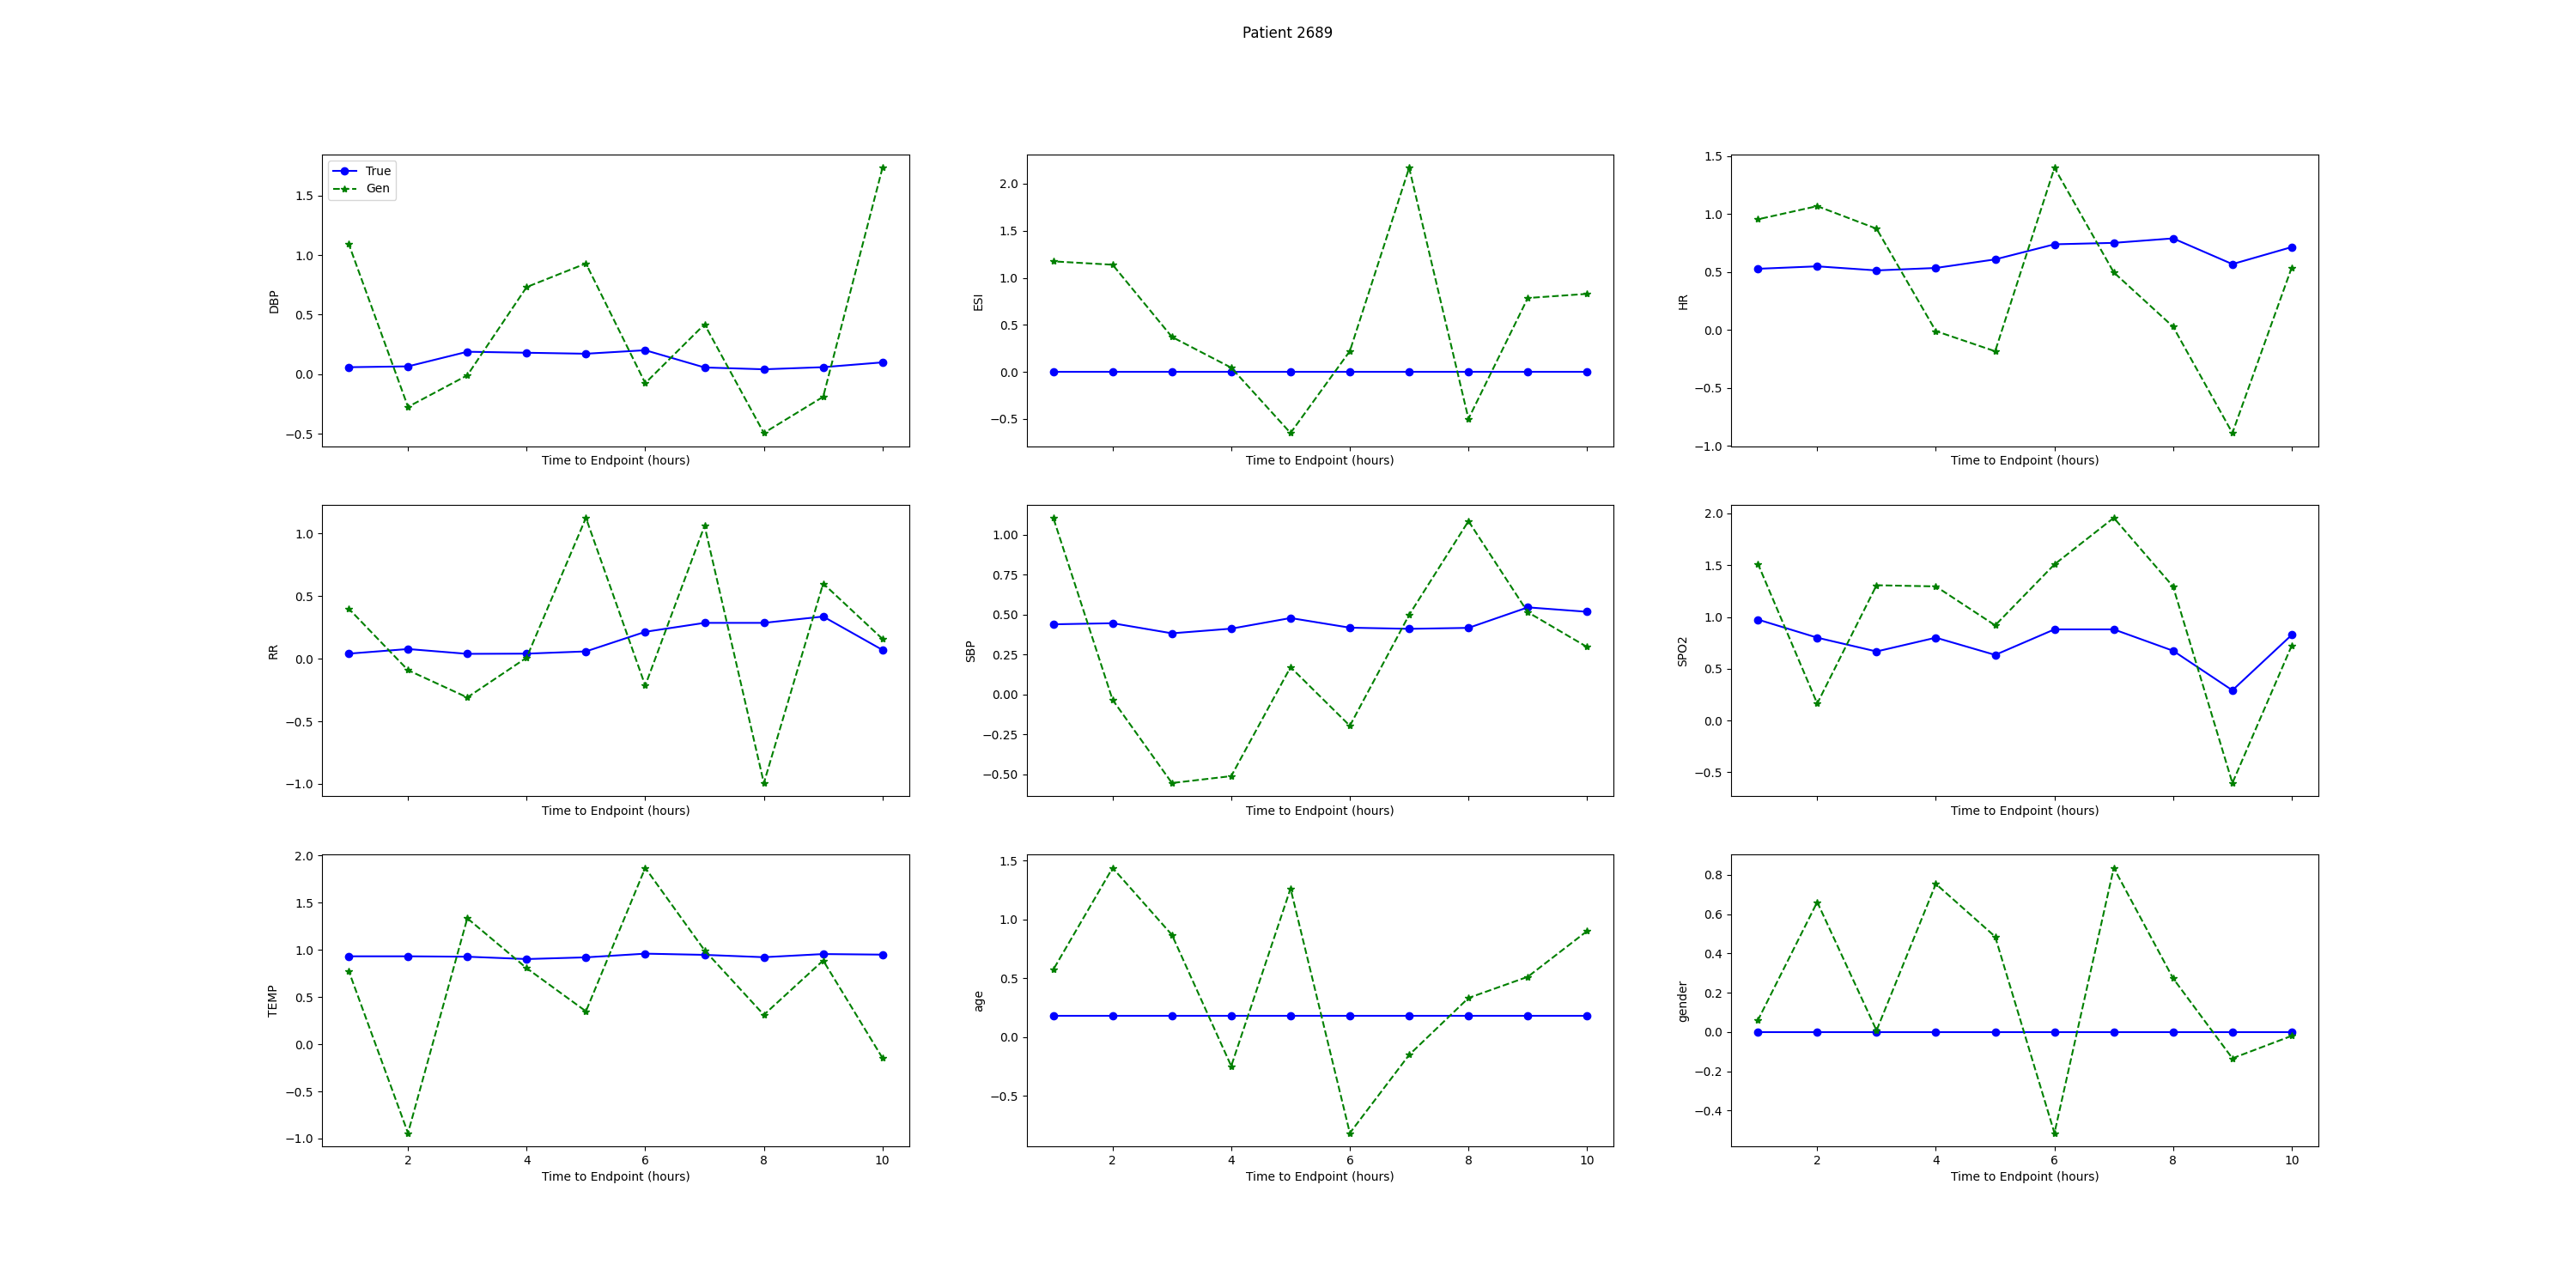 Patient 2689
True
Gen
DBP
1.5
1.0
0.5
0.0
−0.5
Time to Endpoint (hours)
ESI
2.0
1.5
1.0
0.5
0.0
−0.5
Time to Endpoint (hours)
HR
1.5
1.0
0.5
0.0
−0.5
−1.0
Time to Endpoint (hours)
RR
1.0
0.5
0.0
−0.5
−1.0
Time to Endpoint (hours)
SBP
1.00
0.75
0.50
0.25
0.00
−0.25
−0.50
Time to Endpoint (hours)
SPO2
2.0
1.5
1.0
0.5
0.0
−0.5
Time to Endpoint (hours)
TEMP
2.0
1.5
1.0
0.5
0.0
−0.5
−1.0
2 4 6 8 10
Time to Endpoint (hours)
age
1.5
1.0
0.5
0.0
−0.5
2 4 6 8 10
Time to Endpoint (hours)
gender
0.8
0.6
0.4
0.2
0.0
−0.2
−0.4
2 4 6 8 10
Time to Endpoint (hours)